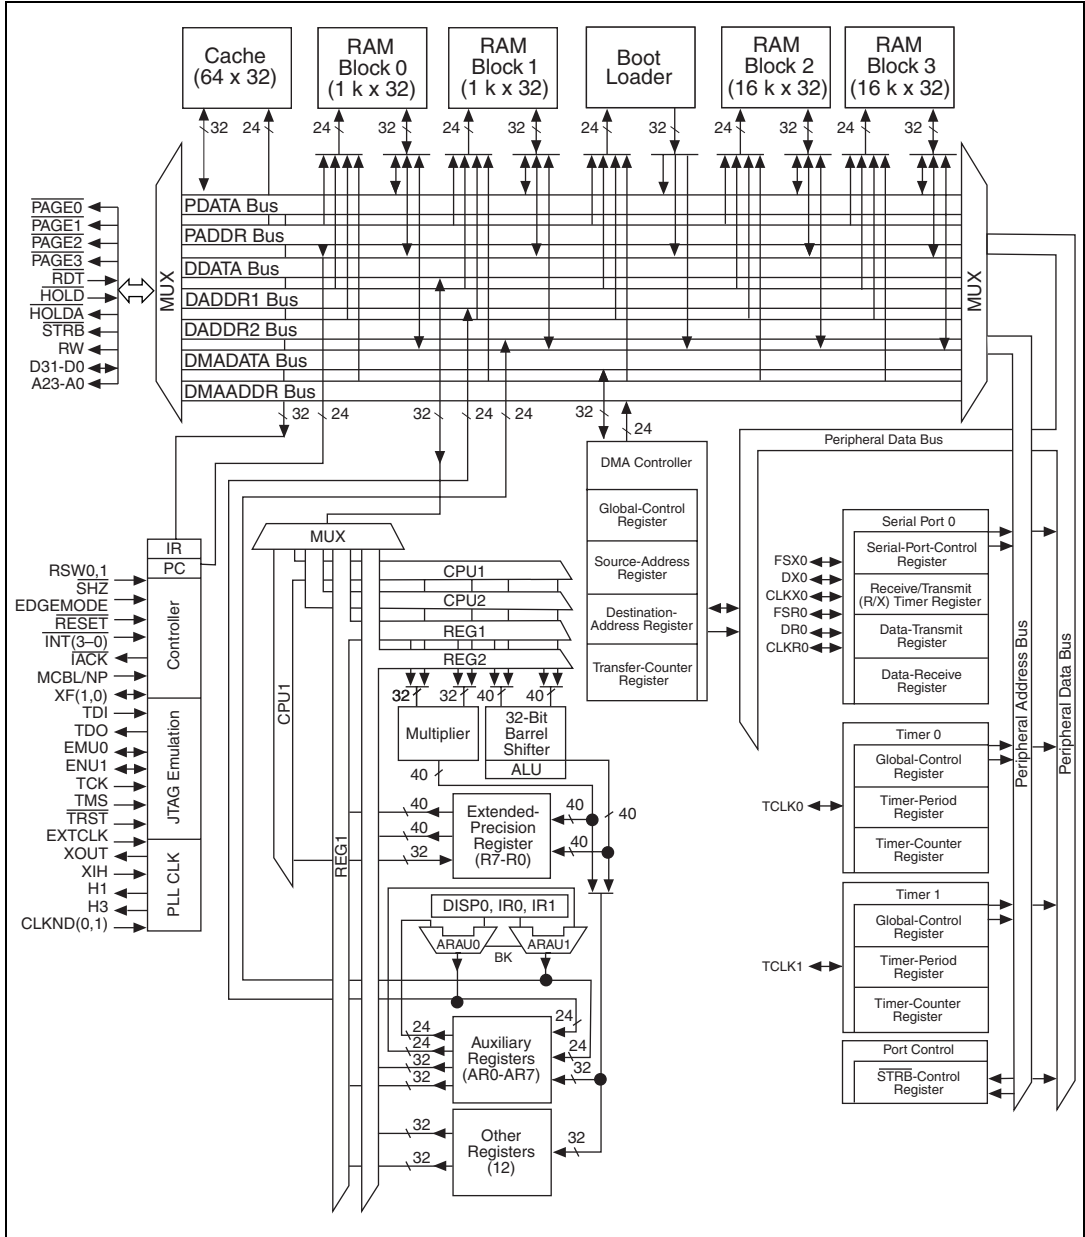 Cache
(64 x 32)
RAM
Block 0
(1 k x 32)
RAM
Block 1
(1 k x 32)
Boot
Loader
RAM
Block 2
(16 k x 32)
RAM
Block 3
(16 k x 32)
32
24
24
32
24
32
24
32
24
32
24
32
MUX
PDATA Bus
PADDR Bus
DDATA Bus
DADDR1 Bus
DADDR2 Bus
DMADATA Bus
DMAADDR Bus
MUX
PAGE0
PAGE1
PAGE2
PAGE3
RDT
HOLD
HOLDA
STRB
RW
D31-D0
A23-A0
32
24
32
24
24
32
24
Peripheral Data Bus
DMA Controller
Global-Control
Register
Source-Address
Register
Destination-
Address Register
Transfer-Counter
Register
MUX
CPU1
CPU2
REG1
REG2
IR
PC
Controller
JTAG Emulation
PLL CLK
RSW0,1
SHZ
EDGEMODE
RESET
INT(3–0)
IACK
MCBL/NP
XF(1,0)
TDI
TDO
EMU0
ENU1
TCK
TMS
TRST
EXTCLK
XOUT
XIH
H1
H3
CLKND(0,1)
CPU1
REG1
32
32
40
40
Multiplier
32-Bit
Barrel
Shifter
ALU
40
40
40
40
32
Extended-
Precision
Register
(R7-R0)
40
40
DISP0, IR0, IR1
ARAU0
BK
ARAU1
24
24
32
32
Auxiliary
Registers
(AR0-AR7)
24
24
32
32
32
Other
Registers
(12)
32
FSX0
DX0
CLKX0
FSR0
DR0
CLKR0
Serial Port 0
Serial-Port-Control
Register
Receive/Transmit
(R/X) Timer Register
Data-Transmit
Register
Data-Receive
Register
TCLK0
Timer 0
Global-Control
Register
Timer-Period
Register
Timer-Counter
Register
TCLK1
Timer 1
Global-Control
Register
Timer-Period
Register
Timer-Counter
Register
Port Control
STRB-Control
Register
Peripheral Address Bus
Peripheral Data Bus